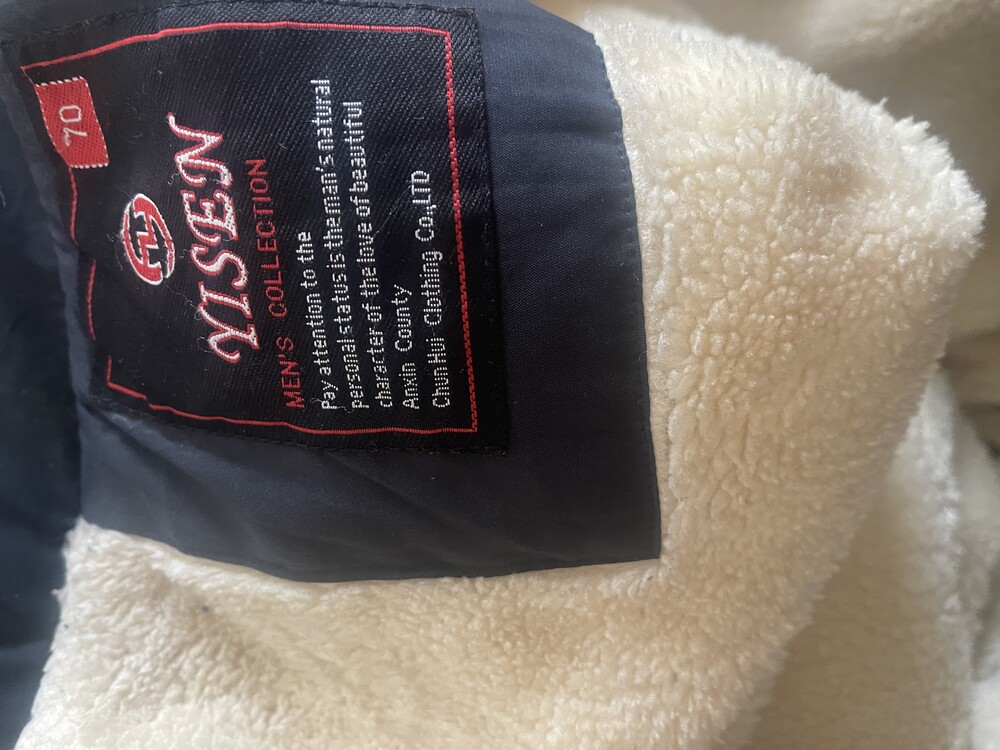 70
YISEN
MEN'S COLLECTION
Pay attention to the
personal status is the man's natural
character of the love of beautiful
Anxin County
ChunHui Clothing Co.,LTD